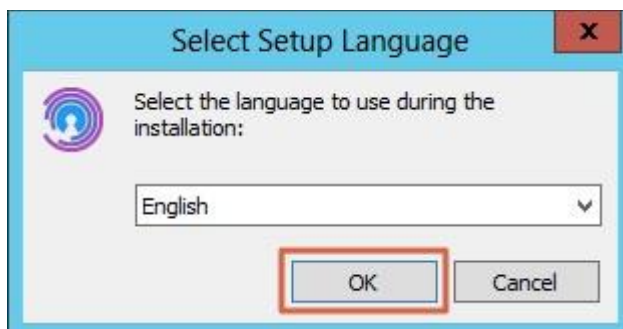 Select Setup Language
x
Select the language to use during the
installation:
English
OK
Cancel